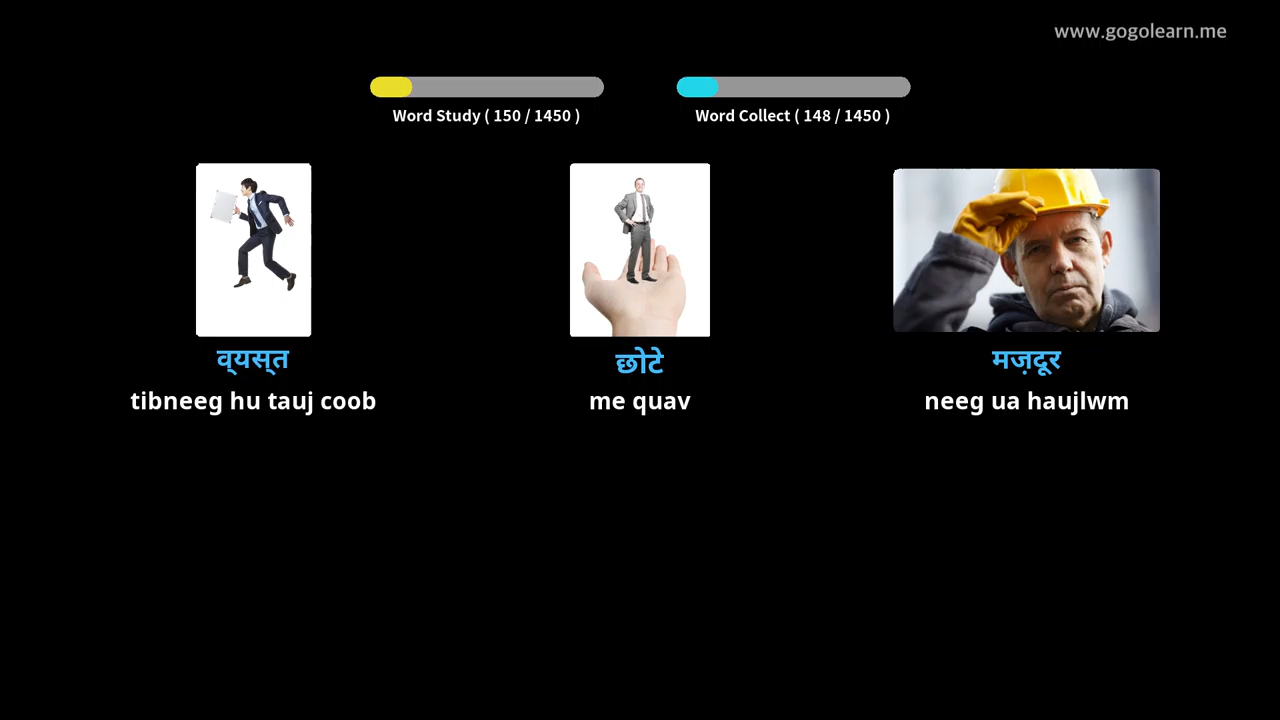 www.gogolearn.me
Word Study ( 150 / 1450 )
Word Collect ( 148 / 1450 )
व्‌यस्‌त
छोटे
मज़दूर
tibneeg hu tauj coob
me quav
neeg ua haujlwm